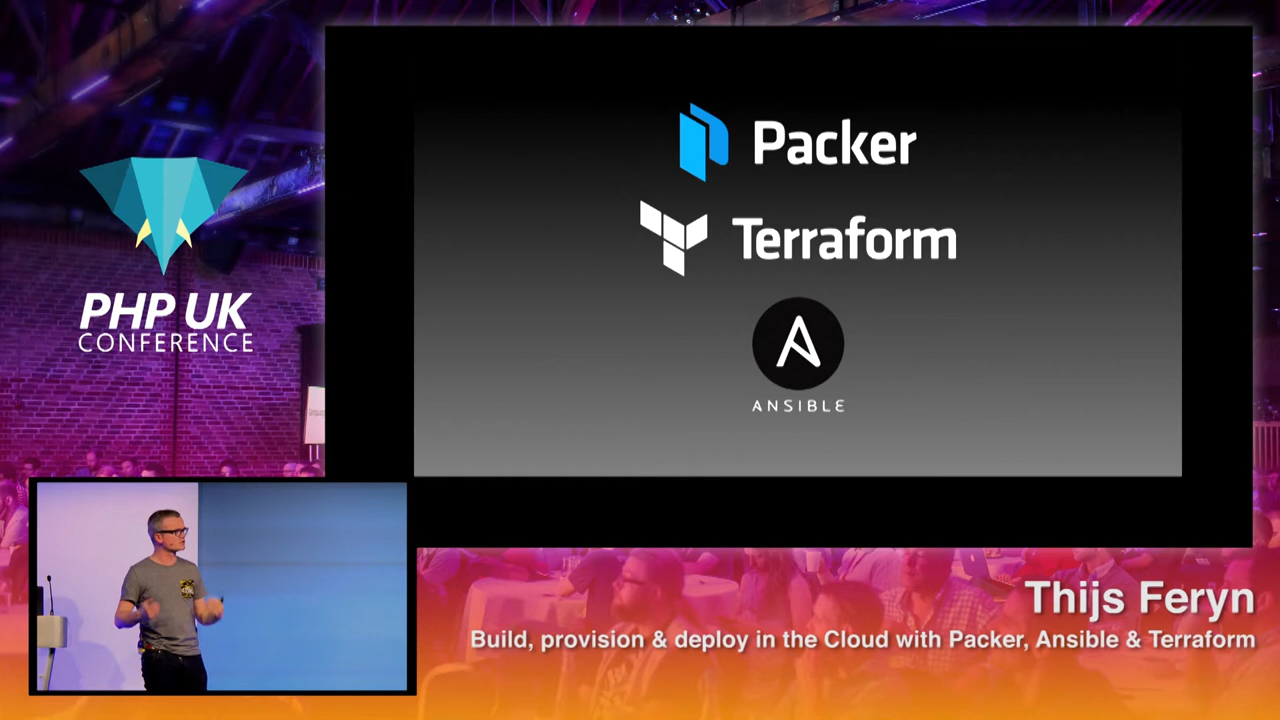 Packer
Terraform
ANSIBLE
PHP UK
CONFERENCE
Thijs Feryn
Build, provision & deploy in the Cloud with Packer, Ansible & Terraform